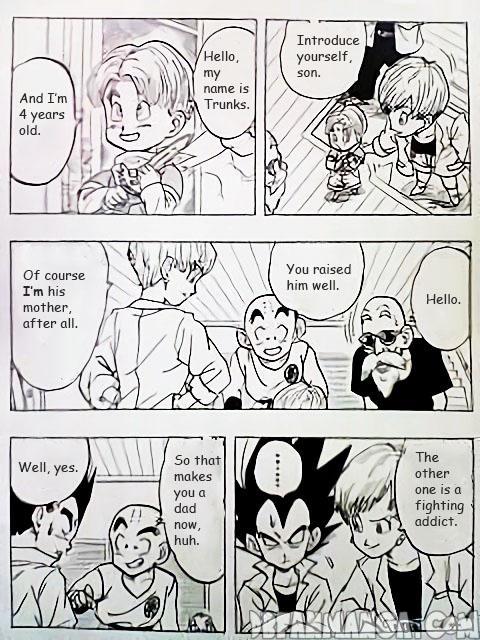 Introduce
yourself,
son.
Hello,
my
name is
Trunks.
And I'm
4 years
old.
Hello.
You raised
him well.
Of course
I'm his
mother,
after all.
The
other
one is a
fighting
addict.
......
So that
makes
you a
dad
now,
huh.
Well, yes.